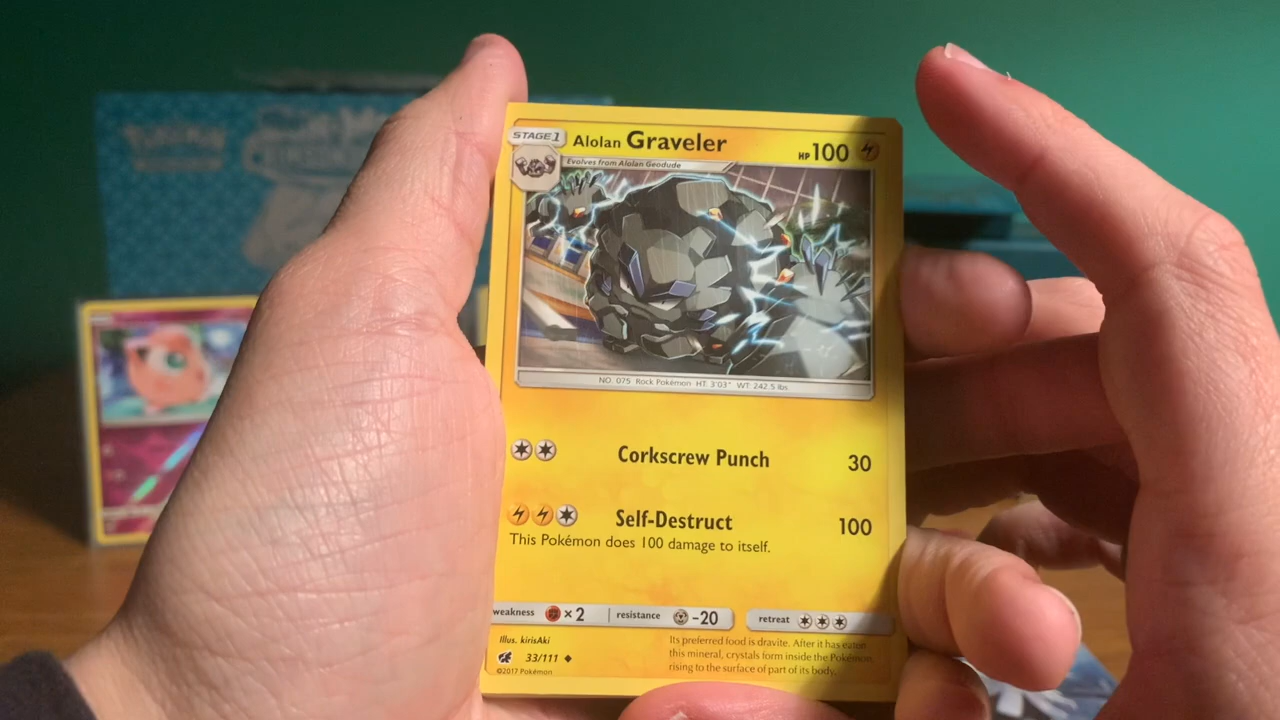 POKÉMON
STAGE 1
Alolan Graveler
HP 100
Evolves from Alolan Geodude
NO. 075 Rock Pokémon HT: 3'03" WT: 242.5 lbs
Corkscrew Punch 30
Self-Destruct 100
This Pokémon does 100 damage to itself.
weakness ×2 resistance -20 retreat
Illus. kirisAki
33/111
©2017 Pokémon
Its preferred food is dravite. After it has eaten
this mineral, crystals form inside the Pokémon,
rising to the surface of part of its body.